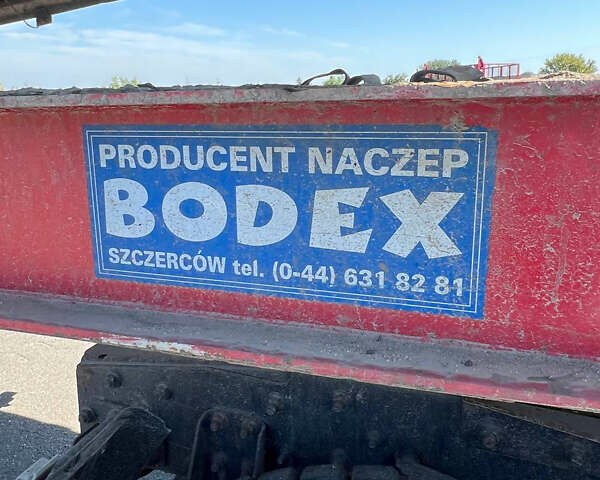 PRODUCENT NACZEP
BODEX
SZCZERCÓW tel. (0-44) 631 82 81